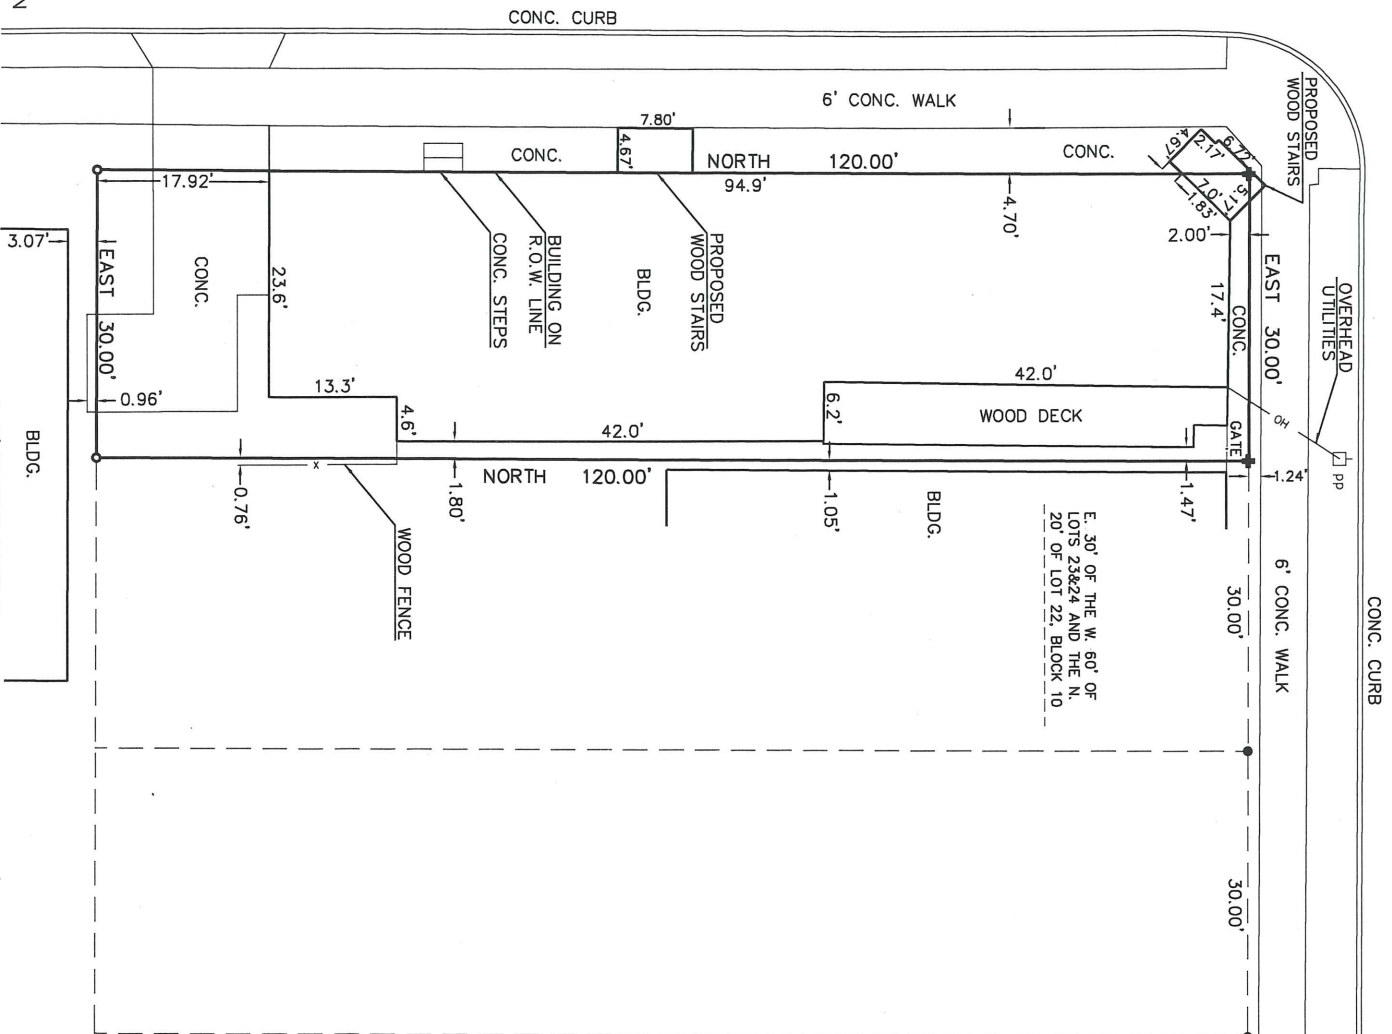 N
CONC. CURB
6' CONC. WALK
PROPOSED
WOOD STAIRS
7.80'
4.67'
CONC.
NORTH 120.00'
94.9'
CONC.
4.67'
2.17'
6.72'
7.0'
5.17'
1.83'
2.00'
17.92'
4.70'
3.07'
EAST 30.00'
CONC.
23.6'
CONC. STEPS
BUILDING ON
R.O.W. LINE
BLDG.
PROPOSED
WOOD STAIRS
17.4'
CONC.
EAST 30.00'
OVERHEAD
UTILITIES
0.96'
13.3'
4.6'
42.0'
6.2'
42.0'
WOOD DECK
GATE
OH
PP
1.24'
BLDG.
x
0.76'
1.80'
NORTH 120.00'
1.05'
BLDG.
1.47'
WOOD FENCE
E. 30' OF THE W. 60' OF
LOTS 23&24 AND THE N.
20' OF LOT 22, BLOCK 10
30.00'
6' CONC. WALK
CONC. CURB
30.00'